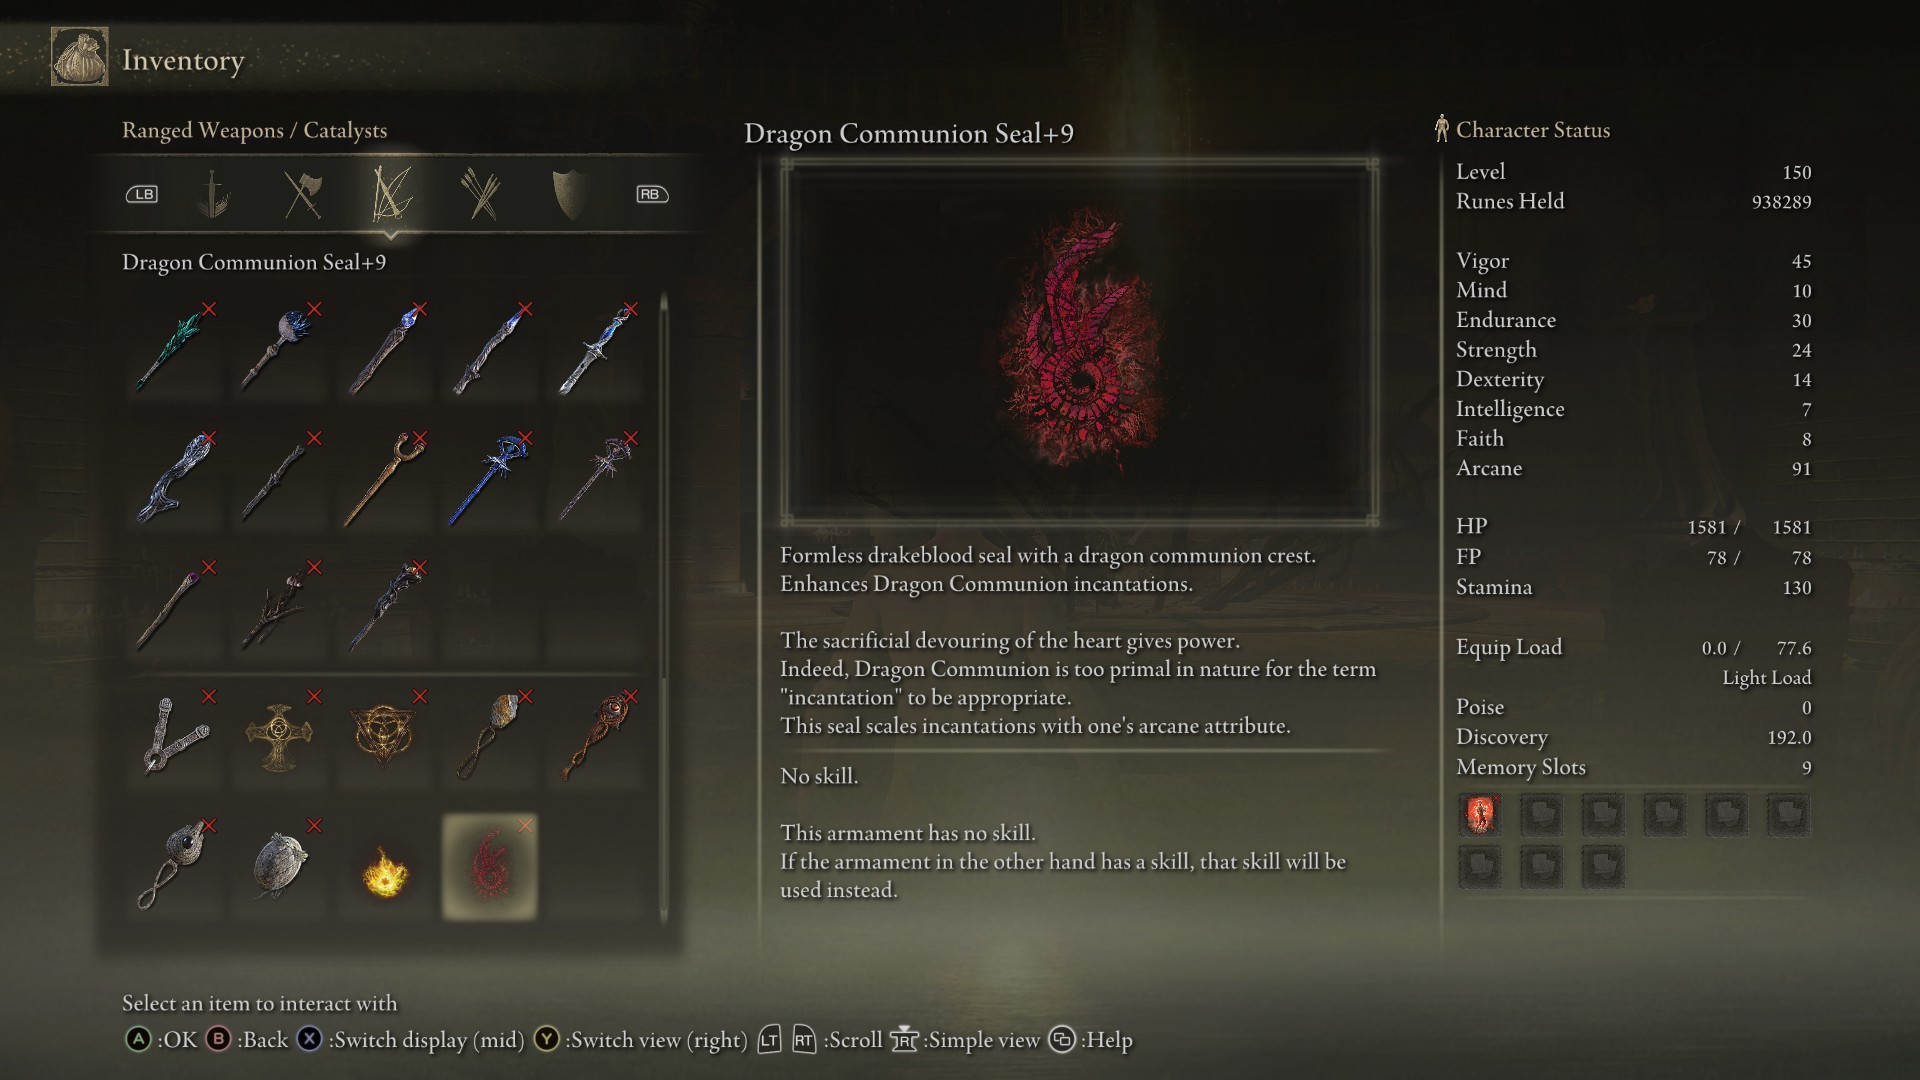 Inventory
Ranged Weapons / Catalysts
LB
RB
Dragon Communion Seal+9
Dragon Communion Seal+9
Formless drakeblood seal with a dragon communion crest.
Enhances Dragon Communion incantations.
The sacrificial devouring of the heart gives power.
Indeed, Dragon Communion is too primal in nature for the term
"incantation" to be appropriate.
This seal scales incantations with one's arcane attribute.
No skill.
This armament has no skill.
If the armament in the other hand has a skill, that skill will be
used instead.
Character Status
Level 150
Runes Held 938289
Vigor 45
Mind 10
Endurance 30
Strength 24
Dexterity 14
Intelligence 7
Faith 8
Arcane 91
HP 1581 / 1581
FP 78 / 78
Stamina 130
Equip Load 0.0 / 77.6
Light Load
Poise 0
Discovery 192.0
Memory Slots 9
Select an item to interact with
A :OK B :Back X :Switch display (mid) Y :Switch view (right) LT RT :Scroll R :Simple view :Help